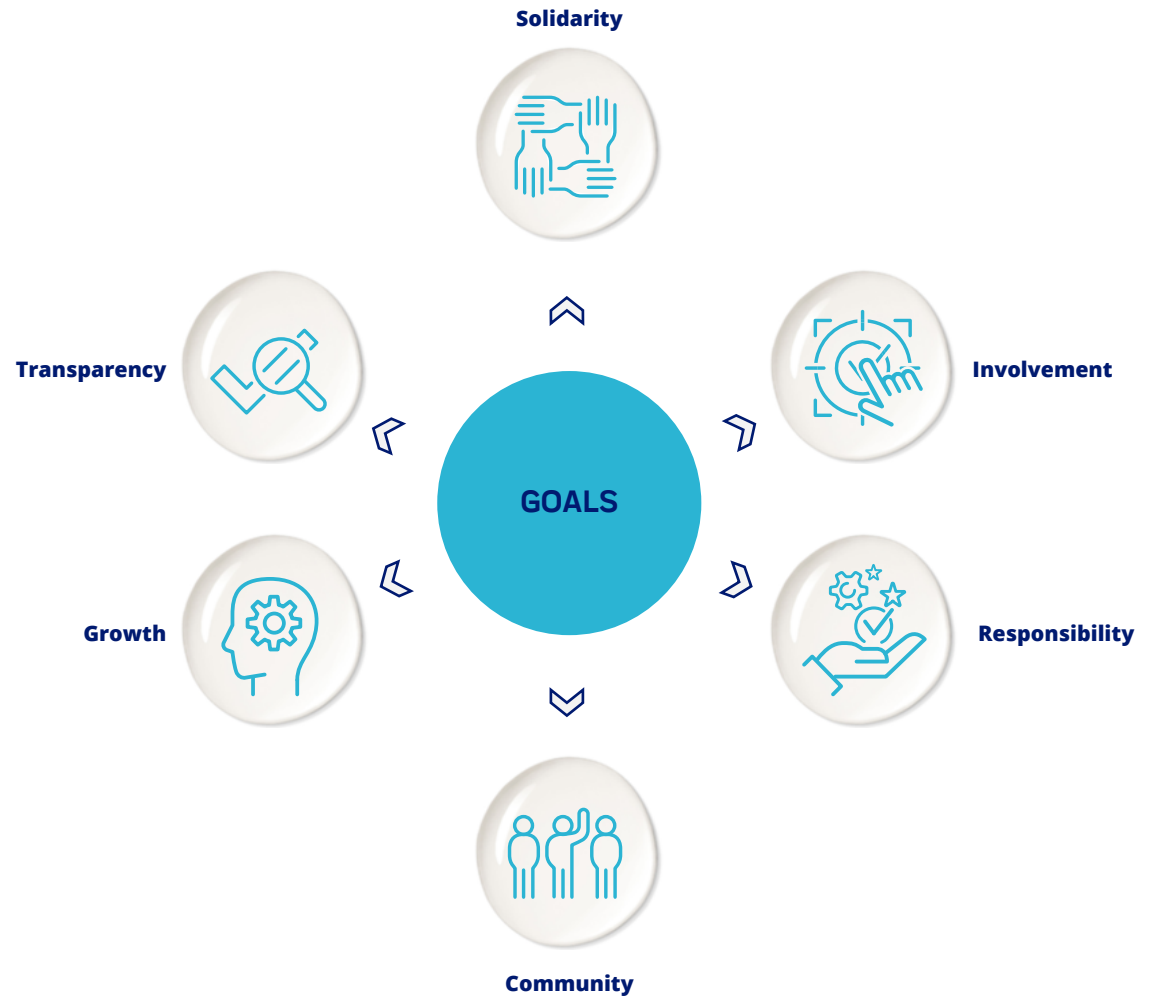 Solidarity
Transparency
Involvement
GOALS
Growth
Responsibility
Community